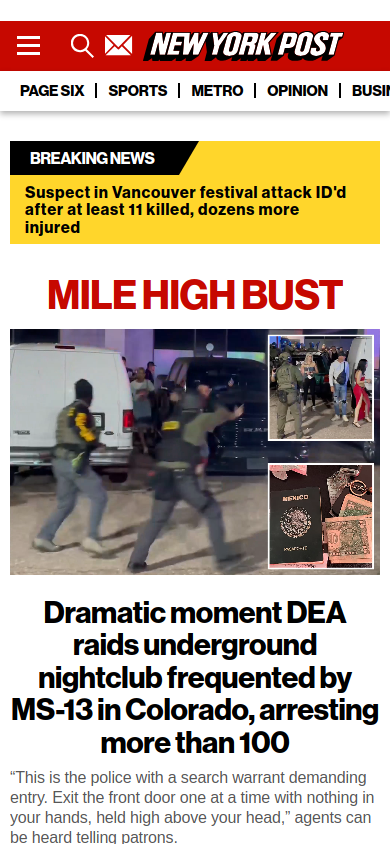 NEW YORK POST
PAGE SIX
SPORTS
METRO
OPINION
BUSI
BREAKING NEWS
Suspect in Vancouver festival attack ID'd
after at least 11 killed, dozens more
injured
MILE HIGH BUST
MEXICO
Dramatic moment DEA
raids underground
nightclub frequented by
MS-13 in Colorado, arresting
more than 100
“This is the police with a search warrant demanding
entry. Exit the front door one at a time with nothing in
your hands, held high above your head,” agents can
be heard telling patrons.